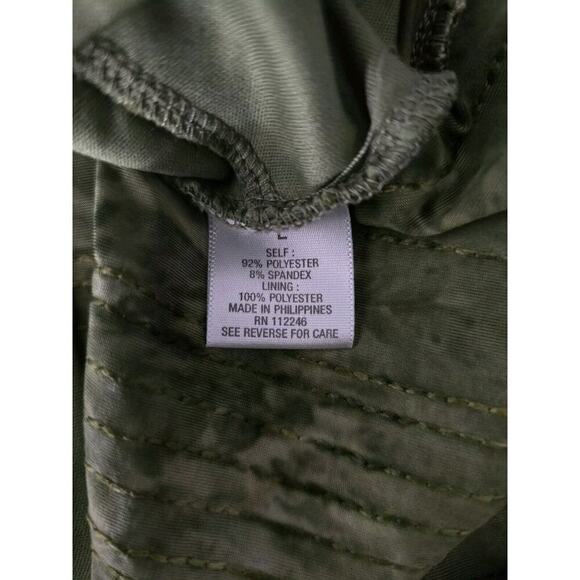 L
SELF :
92% POLYESTER
8% SPANDEX
LINING :
100% POLYESTER
MADE IN PHILIPPINES
RN 112246
SEE REVERSE FOR CARE